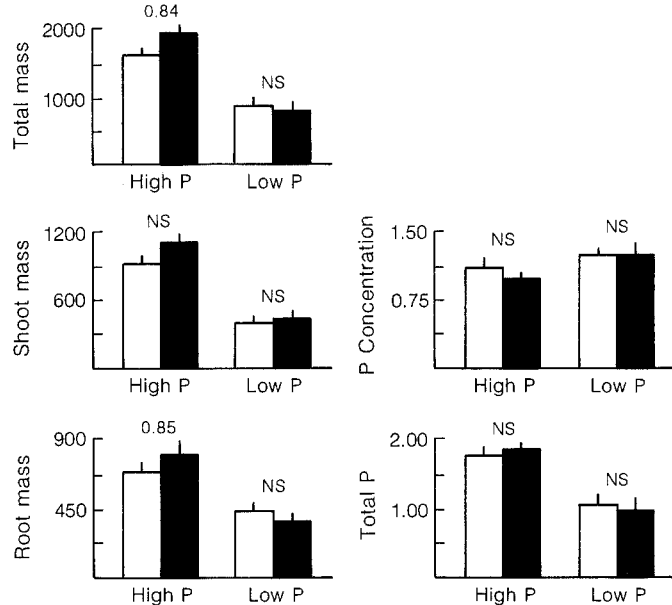 0.84
Total mass
2000
1000
NS
High P
Low P
NS
Shoot mass
1200
600
NS
High P
Low P
P Concentration
1.50
0.75
NS
NS
High P
Low P
0.85
Root mass
900
450
NS
High P
Low P
NS
Total P
2.00
1.00
NS
High P
Low P